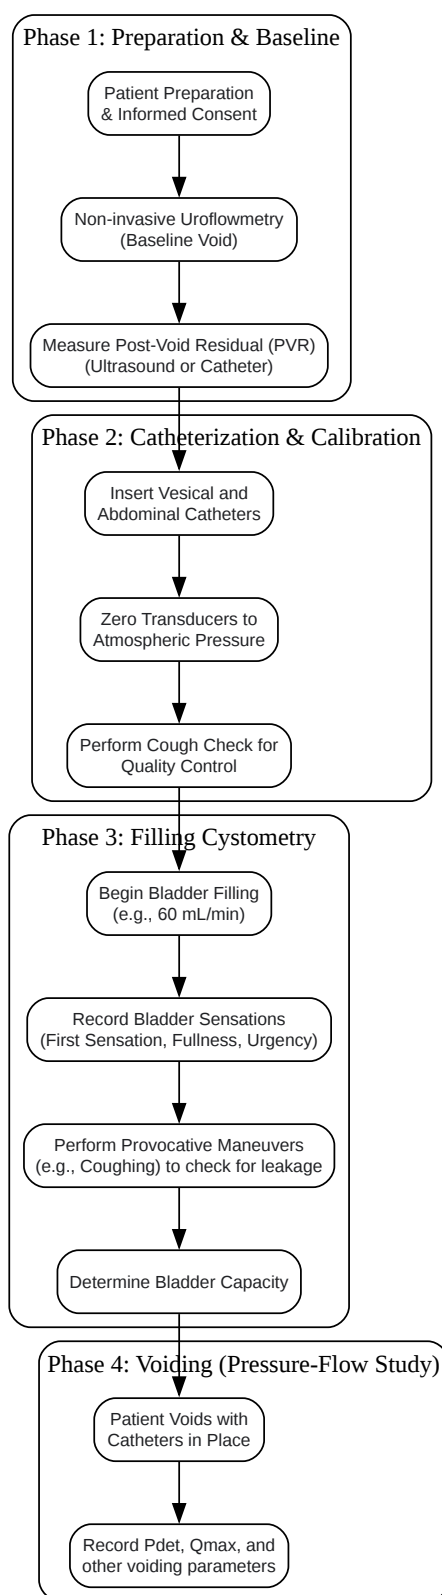 Phase 1: Preparation & Baseline
Patient Preparation
& Informed Consent
Non-invasive Uroflowmetry
(Baseline Void)
Measure Post-Void Residual (PVR)
(Ultrasound or Catheter)
Phase 2: Catheterization & Calibration
Insert Vesical and
Abdominal Catheters
Zero Transducers to
Atmospheric Pressure
Perform Cough Check for
Quality Control
Phase 3: Filling Cystometry
Begin Bladder Filling
(e.g., 60 mL/min)
Record Bladder Sensations
(First Sensation, Fullness, Urgency)
Perform Provocative Maneuvers
(e.g., Coughing) to check for leakage
Determine Bladder Capacity
Phase 4: Voiding (Pressure-Flow Study)
Patient Voids with
Catheters in Place
Record Pdet, Qmax, and
other voiding parameters